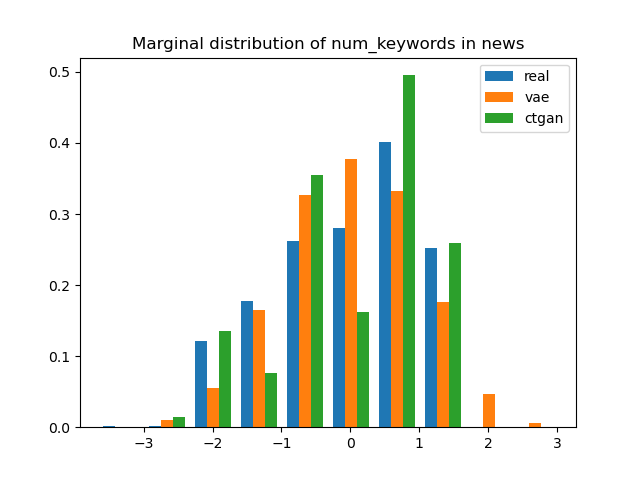 Marginal distribution of num_keywords in news
real
vae
ctgan
0.5
0.4
0.3
0.2
0.1
0.0
−3 −2 −1 0 1 2 3